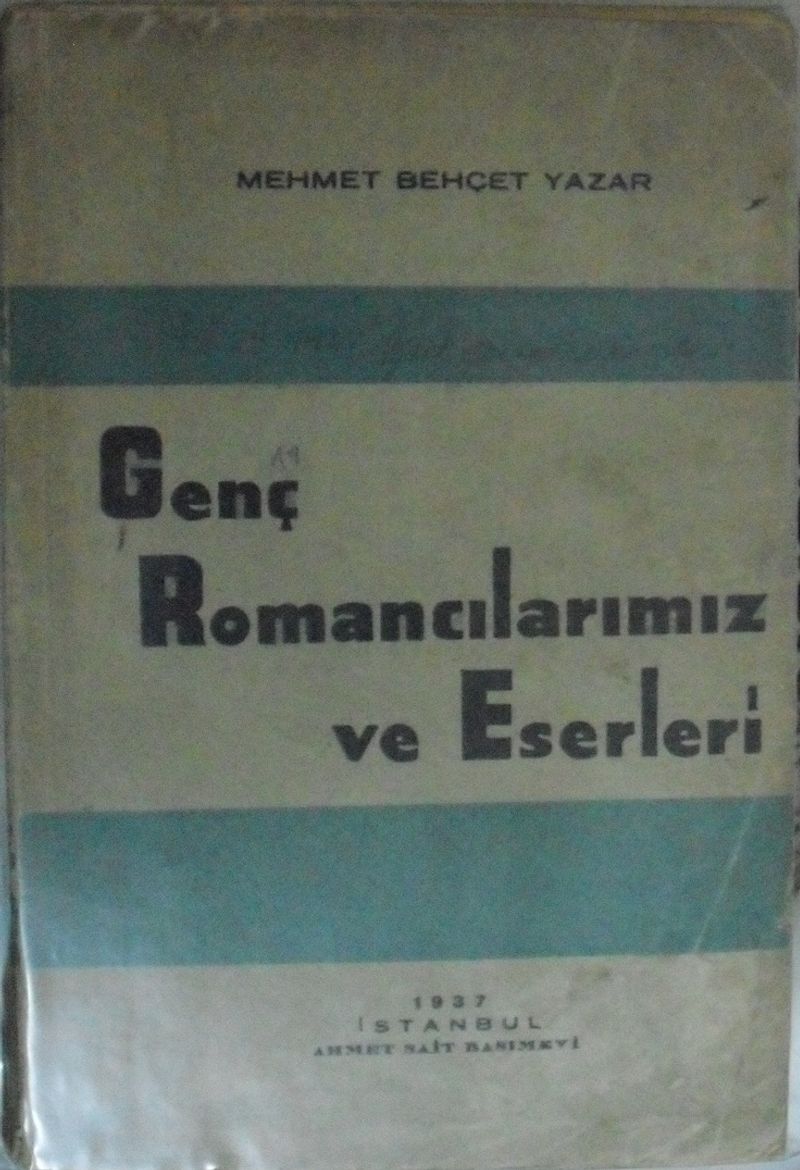 MEHMET BEHÇET YAZAR
Genç
Romancılarımız
ve Eserleri
1937
İSTANBUL
AHMET SAİT BASIMEVİ